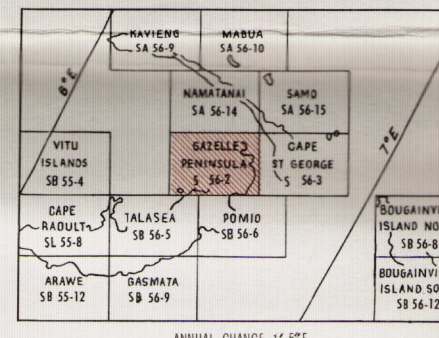 KAVIENG
SA 56-9
MABUA
SA 56-10
6°E
NAMATANAI
SA 56-14
SAMO
SA 56-15
7°E
VITU
ISLANDS
SB 55-4
GAZELLE
PENINSULA
S 56-2
CAPE
ST GEORGE
S 56-3
CAPE
RAOULT
SL 55-8
TALASEA
SB 56-5
POMIO
SB 56-6
BOUGAINVI
ISLAND NO
SB 56-8
ARAWE
SB 55-12
GASMATA
SB 56-9
BOUGAINVI
ISLAND SO
SB 56-12
ANNUAL CHANGE